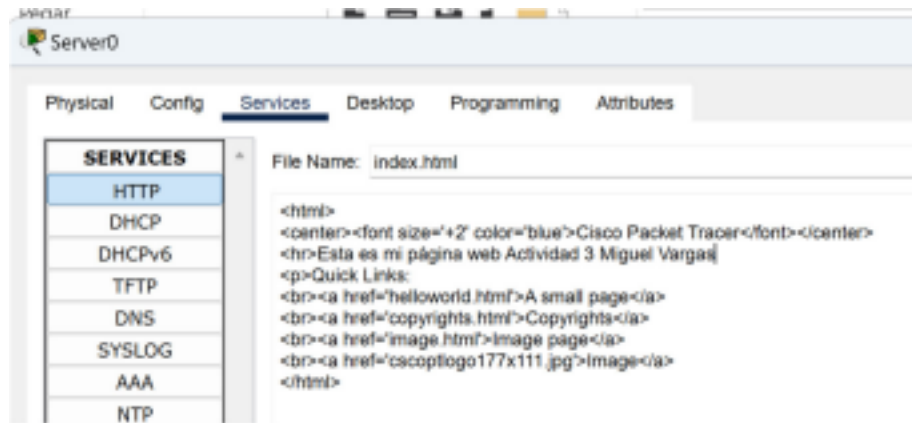 Pegar
Server0
Physical Config Services Desktop Programming Attributes
SERVICES
HTTP
DHCP
DHCPv6
TFTP
DNS
SYSLOG
AAA
NTP
File Name: index.html
<html>
<center><font size='+2' color='blue'>Cisco Packet Tracer</font></center>
<hr>Esta es mi página web Actividad 3 Miguel Vargas
<p>Quick Links:
<br><a href='helloworld.html'>A small page</a>
<br><a href='copyrights.html'>Copyrights</a>
<br><a href='image.html'>Image page</a>
<br><a href='cscoptlogo177x111.jpg'>Image</a>
</html>